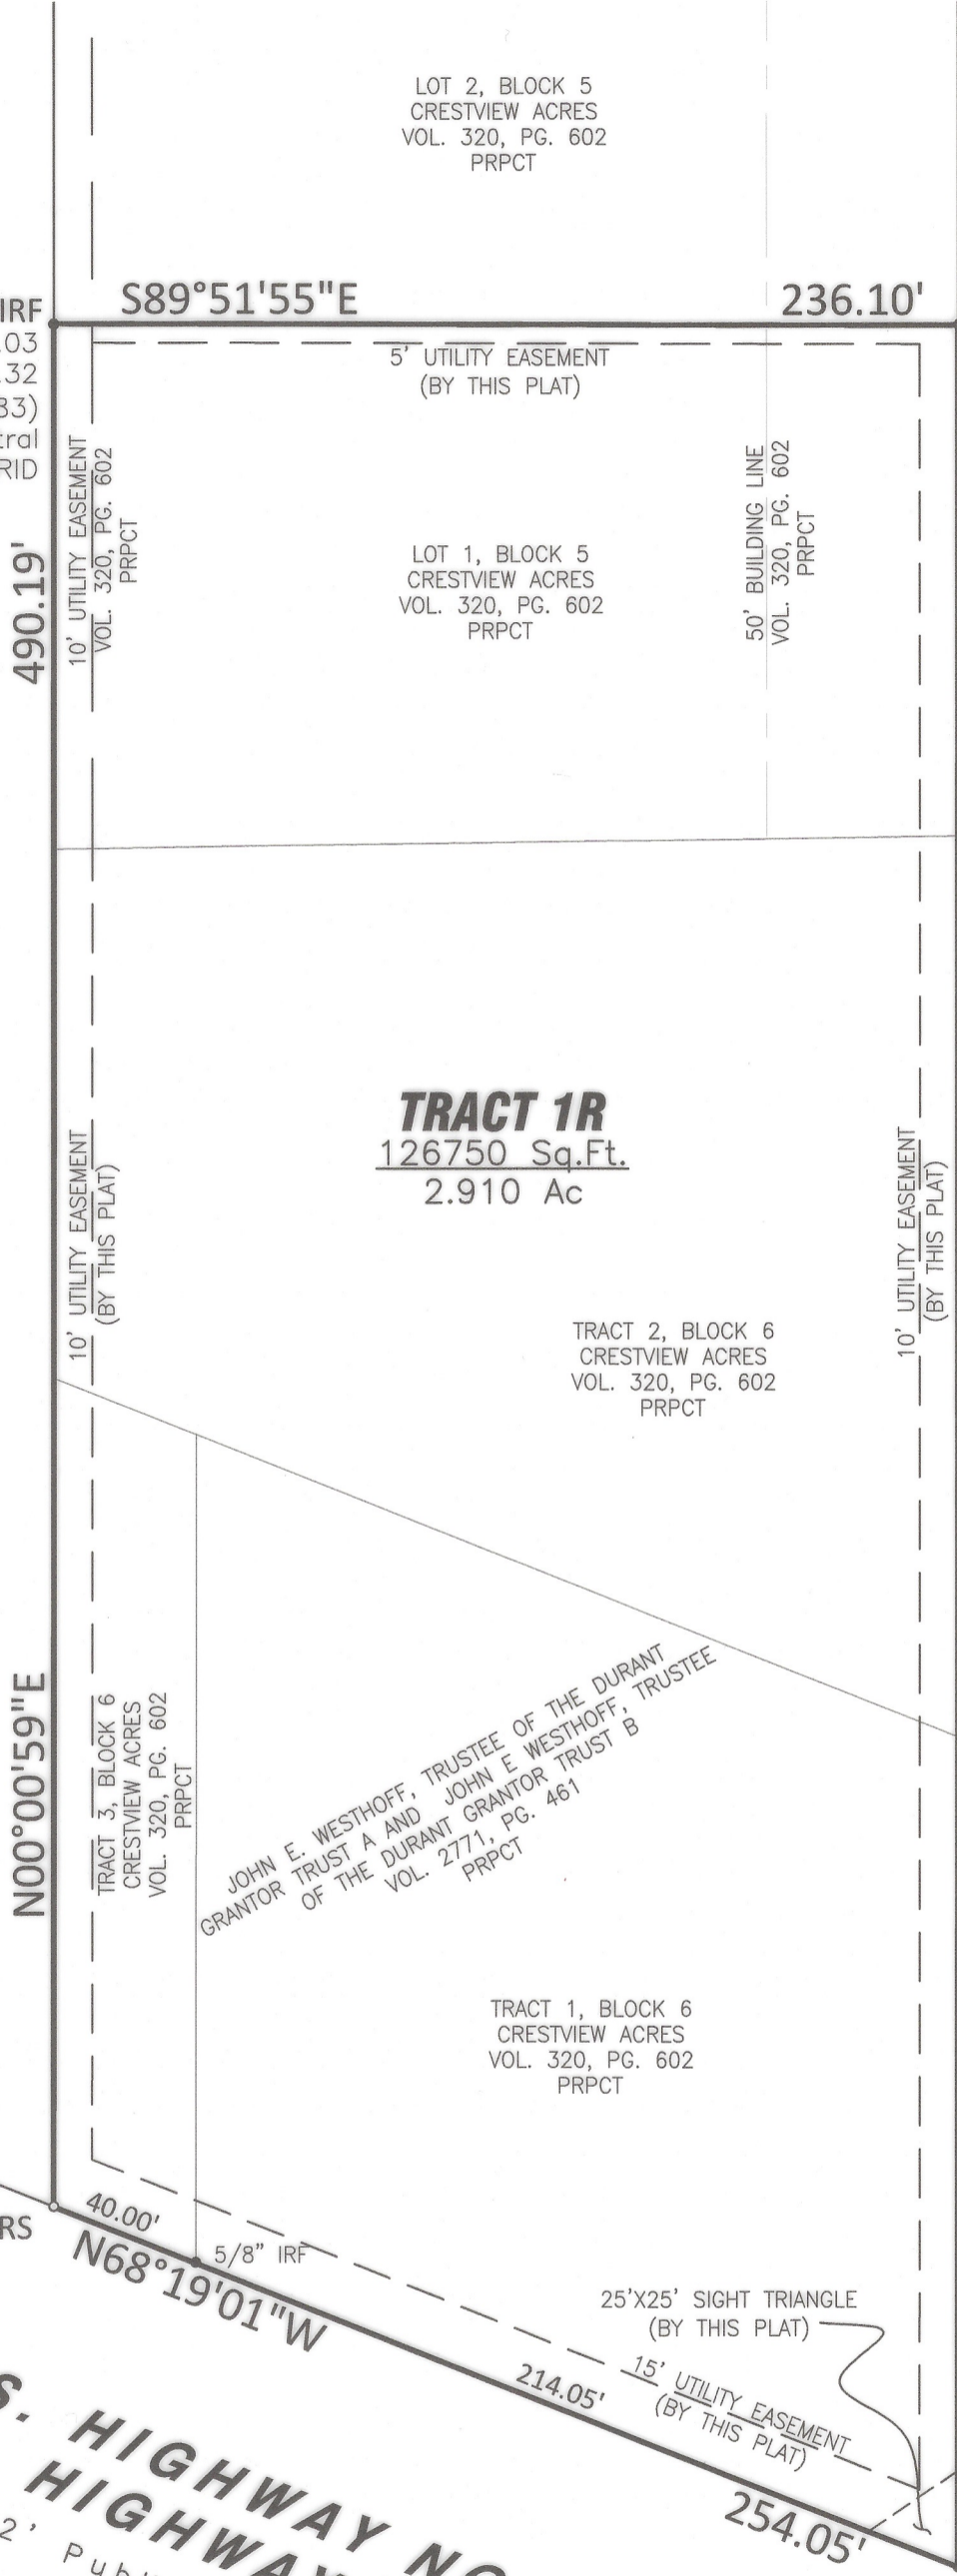 LOT 2, BLOCK 5
CRESTVIEW ACRES
VOL. 320, PG. 602
PRPCT
IRF
S89°51'55"E
236.10'
.03
.32
83)
tral
RID
5' UTILITY EASEMENT
(BY THIS PLAT)
10' UTILITY EASEMENT
VOL. 320, PG. 602
PRPCT
LOT 1, BLOCK 5
CRESTVIEW ACRES
VOL. 320, PG. 602
PRPCT
50' BUILDING LINE
VOL. 320, PG. 602
PRPCT
490.19'
TRACT 1R
126750 Sq.Ft.
2.910 Ac
10' UTILITY EASEMENT
(BY THIS PLAT)
10' UTILITY EASEMENT
(BY THIS PLAT)
TRACT 2, BLOCK 6
CRESTVIEW ACRES
VOL. 320, PG. 602
PRPCT
N00°00'59"E
TRACT 3, BLOCK 6
CRESTVIEW ACRES
VOL. 320, PG. 602
PRPCT
JOHN E. WESTHOFF, TRUSTEE OF THE DURANT
GRANTOR TRUST A AND JOHN E WESTHOFF, TRUSTEE
OF THE DURANT GRANTOR TRUST B
VOL. 2771, PG. 461
PRPCT
TRACT 1, BLOCK 6
CRESTVIEW ACRES
VOL. 320, PG. 602
PRPCT
RS
40.00'
5/8" IRF
N68°19'01"W
25'X25' SIGHT TRIANGLE
(BY THIS PLAT)
214.05'
15' UTILITY EASEMENT
(BY THIS PLAT)
254.05'
S. HIGHWAY NO
HIGHWAY
2' Pub